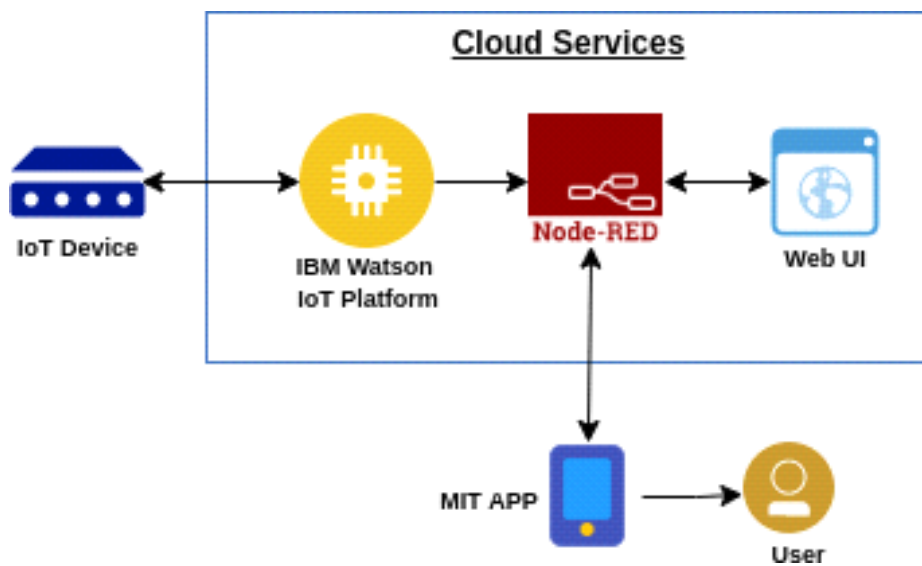 Cloud Services
IoT Device
IBM Watson
IoT Platform
Node-RED
Web UI
MIT APP
User